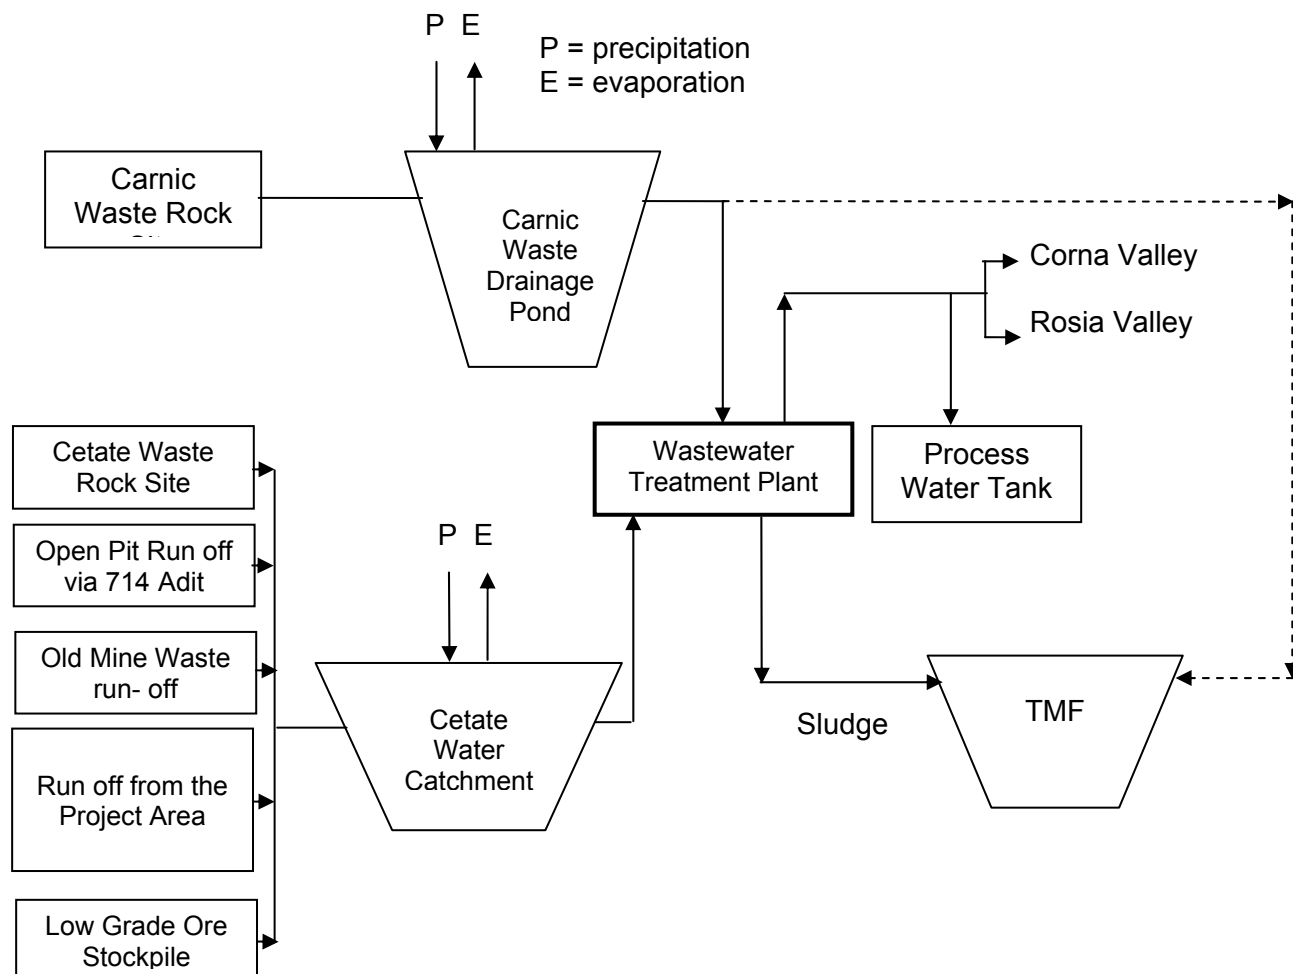 P E
P = precipitation
E = evaporation
Carnic
Waste Rock
Carnic
Waste
Drainage
Pond
Corna Valley
Rosia Valley
Wastewater
Treatment Plant
Process
Water Tank
Cetate Waste
Rock Site
Open Pit Run off
via 714 Adit
Old Mine Waste
run- off
Run off from the
Project Area
Low Grade Ore
Stockpile
P E
Cetate
Water
Catchment
Sludge
TMF